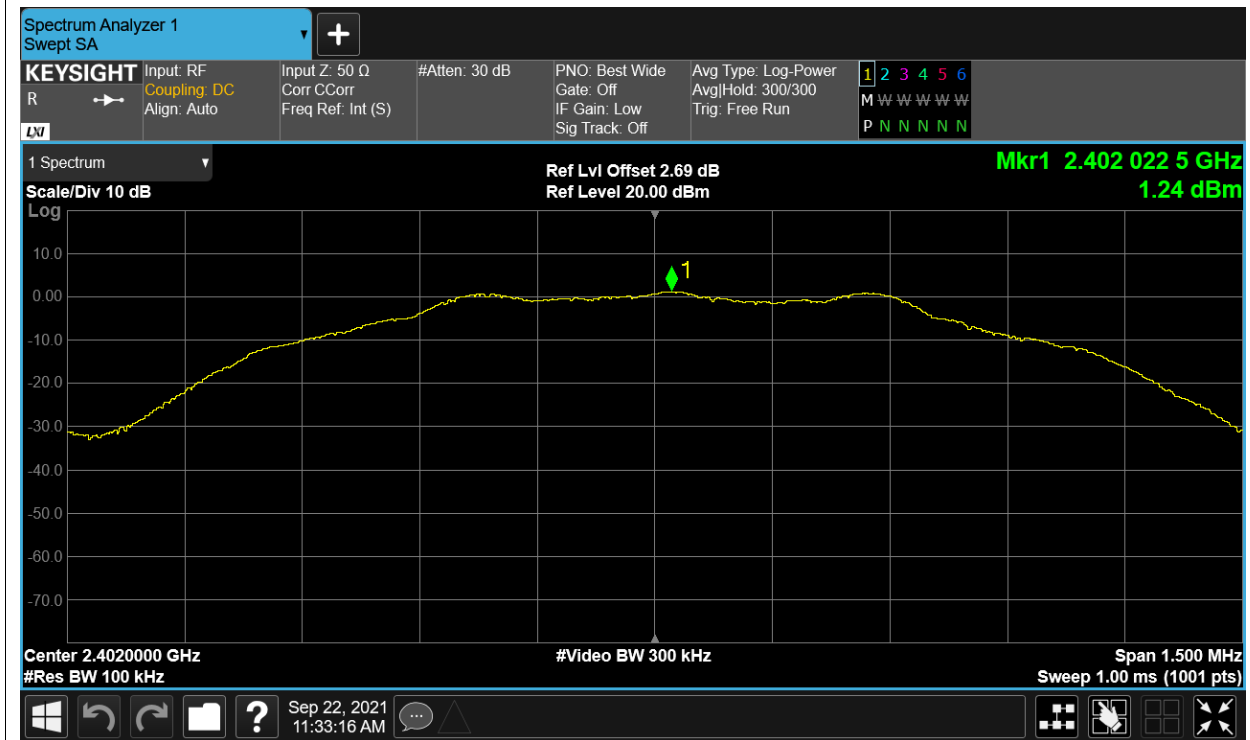 Spectrum Analyzer 1
Swept SA
KEYSIGHT
R
LXI
Input: RF
Coupling: DC
Align: Auto
Input Z: 50 Ω
Corr CCorr
Freq Ref: Int (S)
#Atten: 30 dB
PNO: Best Wide
Gate: Off
IF Gain: Low
Sig Track: Off
Avg Type: Log-Power
Avg|Hold: 300/300
Trig: Free Run
1 2 3 4 5 6
M W W W W W
P N N N N N
1 Spectrum
Scale/Div 10 dB
Log
Ref Lvl Offset 2.69 dB
Ref Level 20.00 dBm
Mkr1 2.402 022 5 GHz
1.24 dBm
1
10.0
0.00
-10.0
-20.0
-30.0
-40.0
-50.0
-60.0
-70.0
Center 2.4020000 GHz
#Res BW 100 kHz
#Video BW 300 kHz
Span 1.500 MHz
Sweep 1.00 ms (1001 pts)
?
Sep 22, 2021
11:33:16 AM